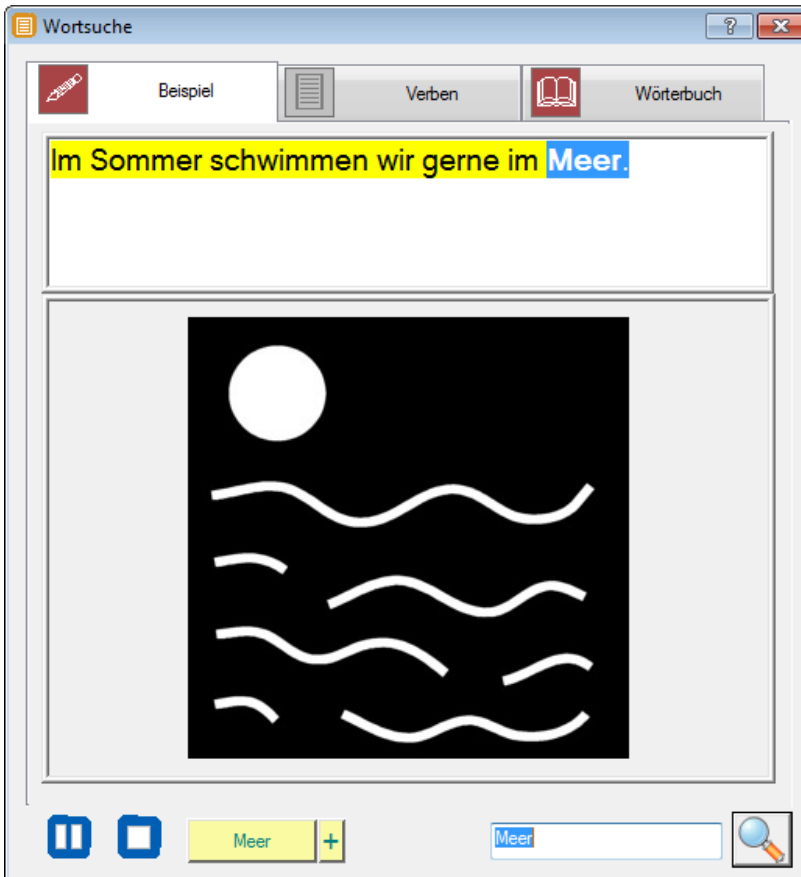 Wortsuche
?
Beispiel
Verben
Wörterbuch
Im Sommer schwimmen wir gerne im Meer.
Meer
+
Meer